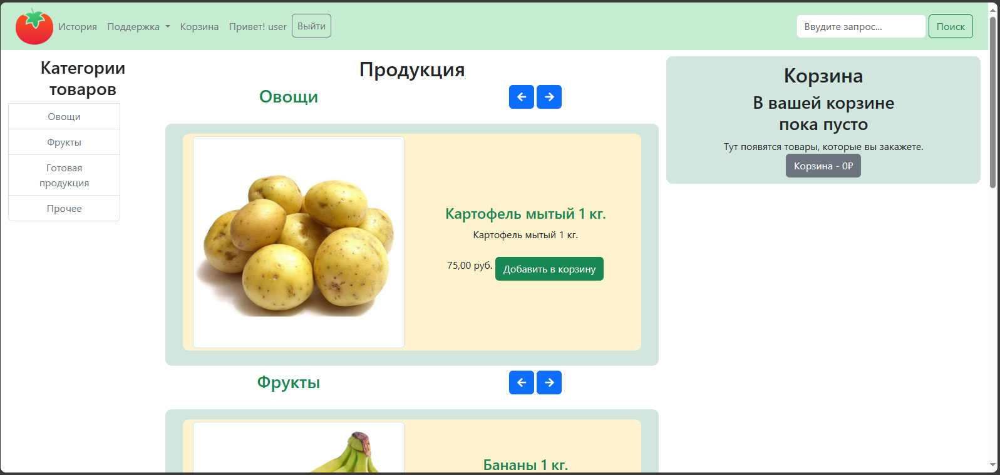 История Поддержка Корзина Привет! user Выйти Ввудите запрос... Поиск
Категории
товаров
Овощи
Фрукты
Готовая
продукция
Прочее
Продукция
Овощи
Картофель мытый 1 кг.
Картофель мытый 1 кг.
75,00 руб. Добавить в корзину
Фрукты
Бананы 1 кг.
Корзина
В вашей корзине
пока пусто
Тут появятся товары, которые вы закажете.
Корзина - 0₽